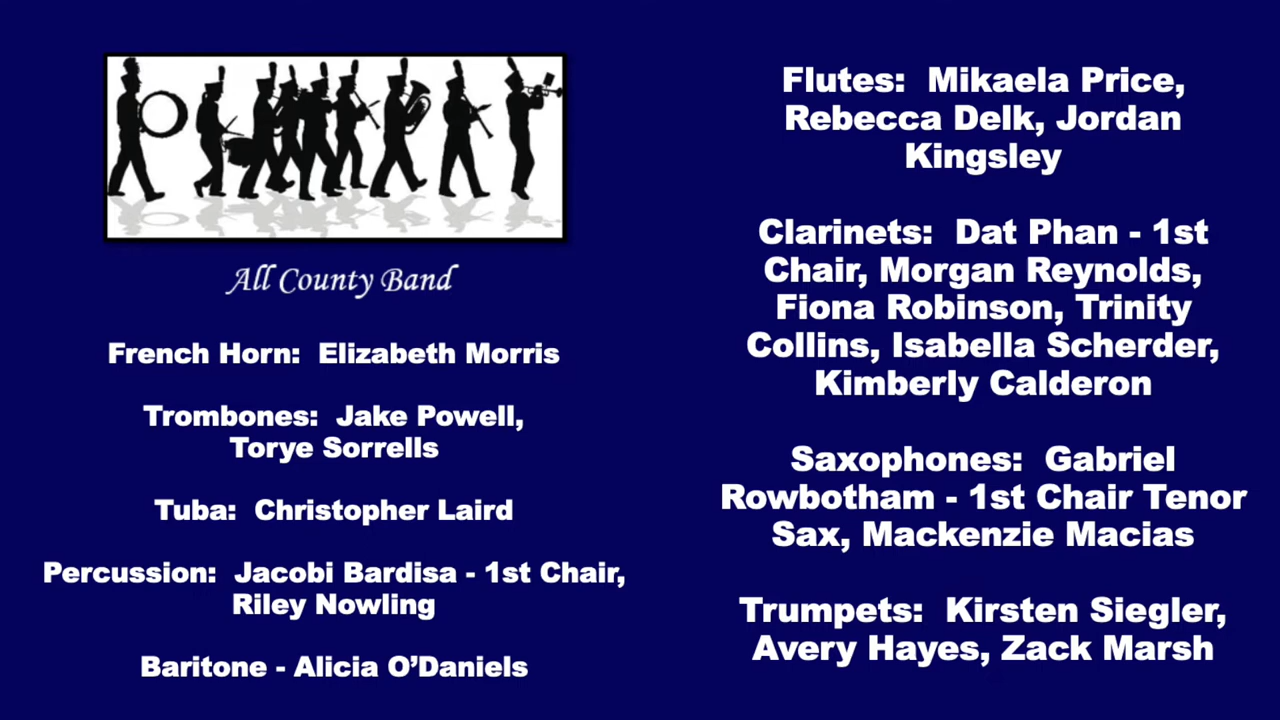 All County Band
French Horn: Elizabeth Morris
Trombones: Jake Powell,
Torye Sorrells
Tuba: Christopher Laird
Percussion: Jacobi Bardisa - 1st Chair,
Riley Nowling
Baritone - Alicia O’Daniels
Flutes: Mikaela Price,
Rebecca Delk, Jordan
Kingsley
Clarinets: Dat Phan - 1st
Chair, Morgan Reynolds,
Fiona Robinson, Trinity
Collins, Isabella Scherder,
Kimberly Calderon
Saxophones: Gabriel
Rowbotham - 1st Chair Tenor
Sax, Mackenzie Macias
Trumpets: Kirsten Siegler,
Avery Hayes, Zack Marsh